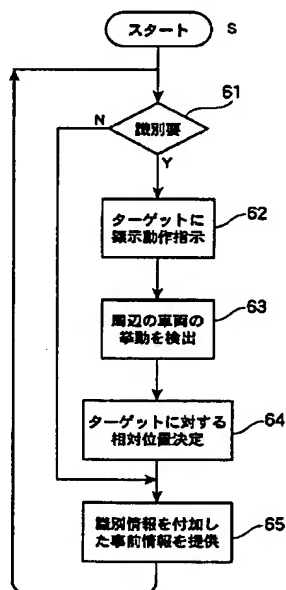 スタート
S
61
識別要
N
Y
ターゲットに
顕示動作指示
62
周辺の車両の
挙動を検出
63
ターゲットに対する
相対位置決定
64
識別情報を付加し
た事前情報を提供
65